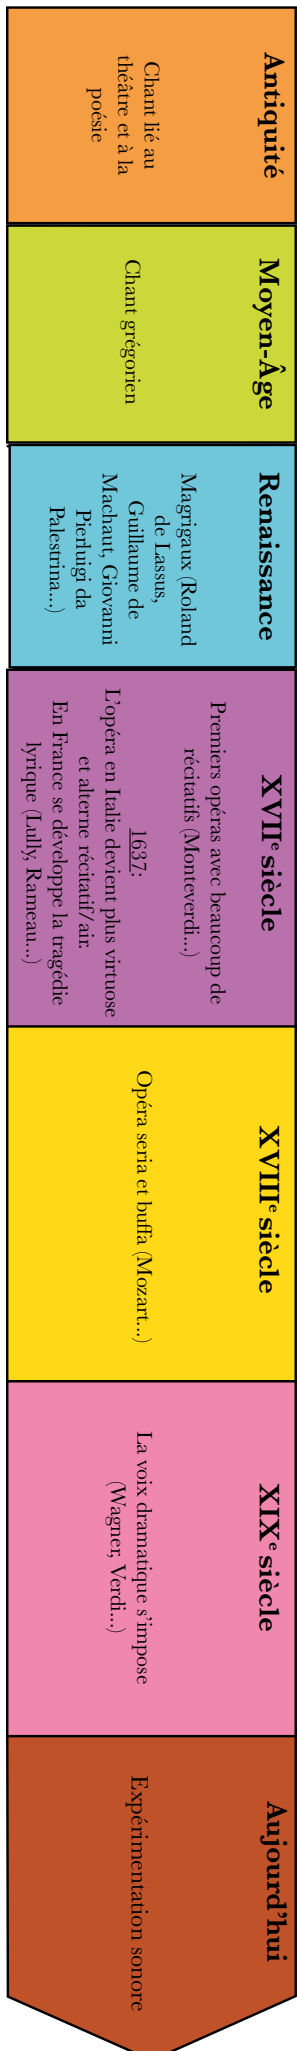 Antiquité
Chant lié au
théâtre et à la
poésie
Moyen-Âge
Chant grégorien
Renaissance
Magrigaux (Roland
de Lassus,
Guillaume de
Machaut, Giovanni
Pierluigi da
Palestrina...)
XVIIe siècle
Premiers opéras avec beaucoup de
récitatifs (Monteverdi...)
1637:
L'opéra en Italie devient plus virtuose
et alterne récitatif/air.
En France se développe la tragédie
lyrique (Lully, Rameau...)
XVIIIe siècle
Opéra seria et buffa (Mozart...)
XIXe siècle
La voix dramatique s'impose
(Wagner, Verdi...)
Aujourd'hui
Expérimentation sonore